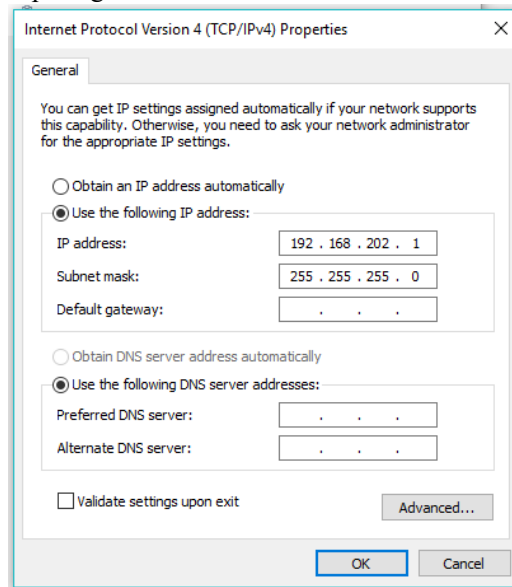 Internet Protocol Version 4 (TCP/IPv4) Properties
General
You can get IP settings assigned automatically if your network supports
this capability. Otherwise, you need to ask your network administrator
for the appropriate IP settings.
Obtain an IP address automatically
Use the following IP address:
IP address: 192 . 168 . 202 . 1
Subnet mask: 255 . 255 . 255 . 0
Default gateway: . . .
Obtain DNS server address automatically
Use the following DNS server addresses:
Preferred DNS server: . . .
Alternate DNS server: . . .
Validate settings upon exit
Advanced...
OK Cancel